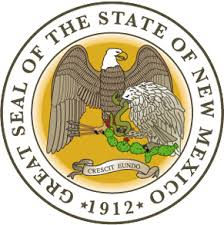 GREAT SEAL OF THE STATE OF NEW MEXICO
CRESCIT EUNDO
*1912*